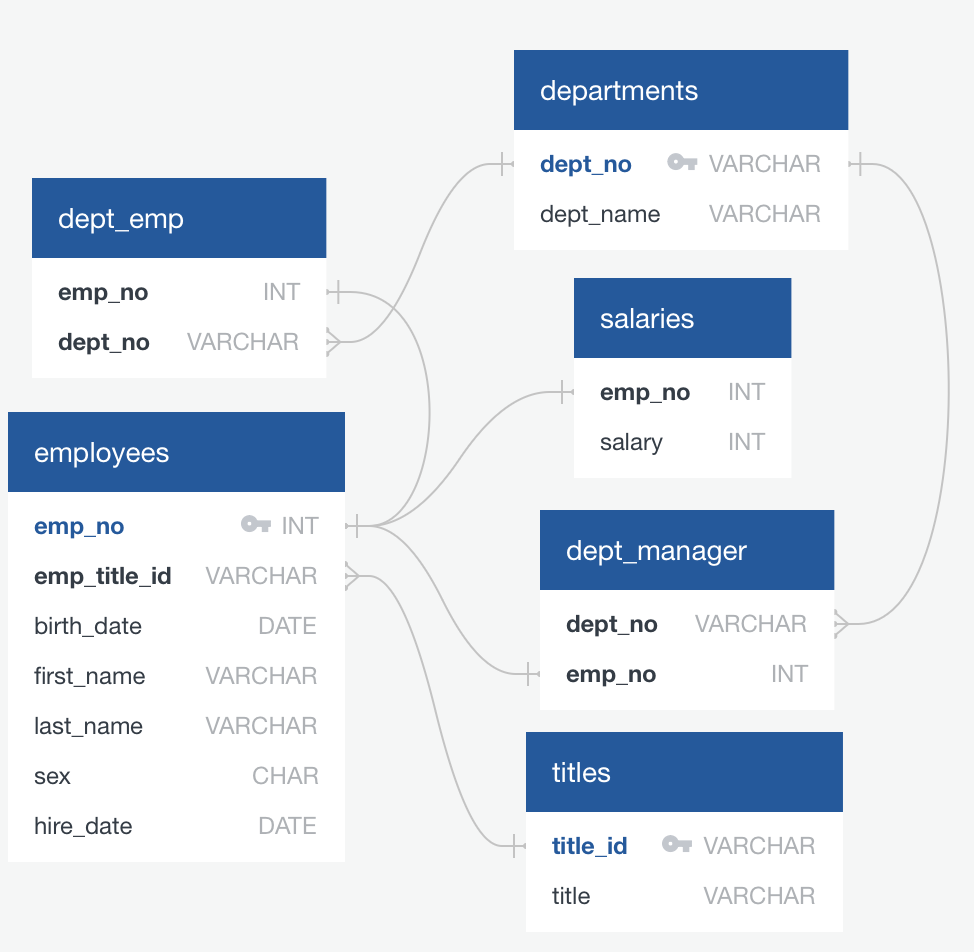 departments
dept_no VARCHAR
dept_name VARCHAR
dept_emp
emp_no INT
dept_no VARCHAR
salaries
emp_no INT
salary INT
employees
emp_no INT
emp_title_id VARCHAR
birth_date DATE
first_name VARCHAR
last_name VARCHAR
sex CHAR
hire_date DATE
dept_manager
dept_no VARCHAR
emp_no INT
titles
title_id VARCHAR
title VARCHAR